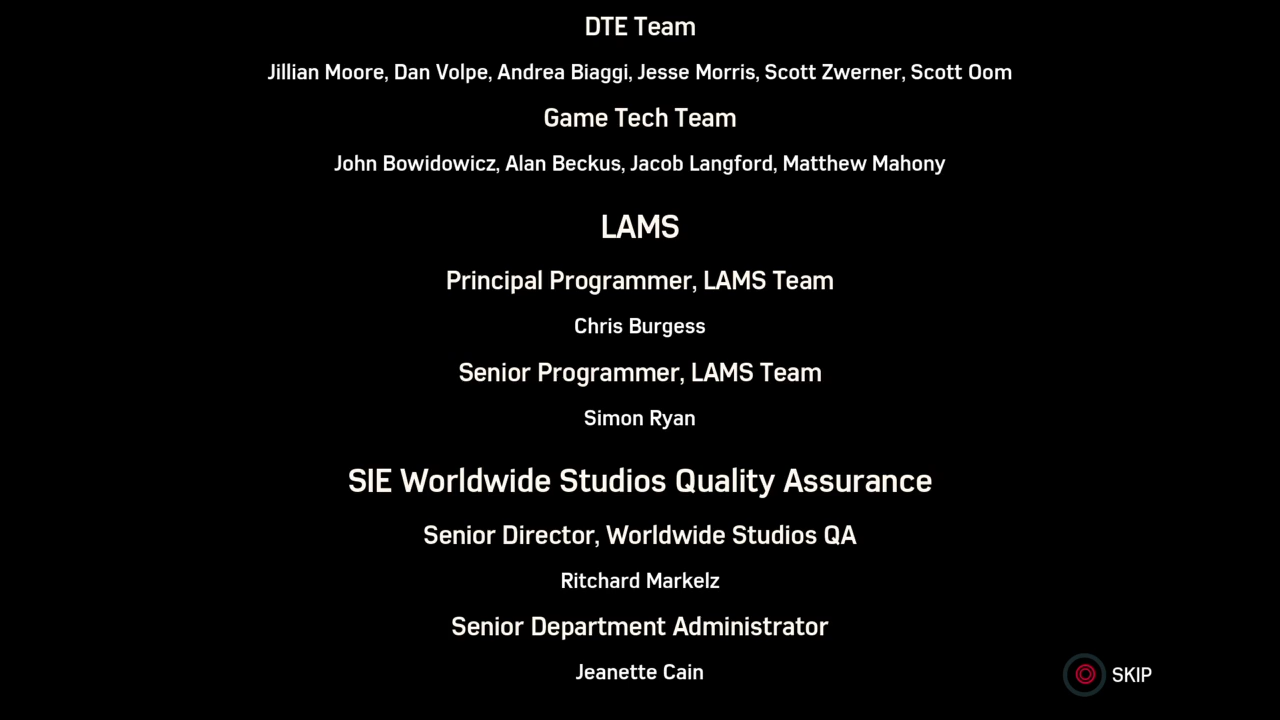 DTE Team
Jillian Moore, Dan Volpe, Andrea Biaggi, Jesse Morris, Scott Zwerner, Scott Oom
Game Tech Team
John Bowidowicz, Alan Beckus, Jacob Langford, Matthew Mahony
LAMS
Principal Programmer, LAMS Team
Chris Burgess
Senior Programmer, LAMS Team
Simon Ryan
SIE Worldwide Studios Quality Assurance
Senior Director, Worldwide Studios QA
Ritchard Markelz
Senior Department Administrator
Jeanette Cain
SKIP